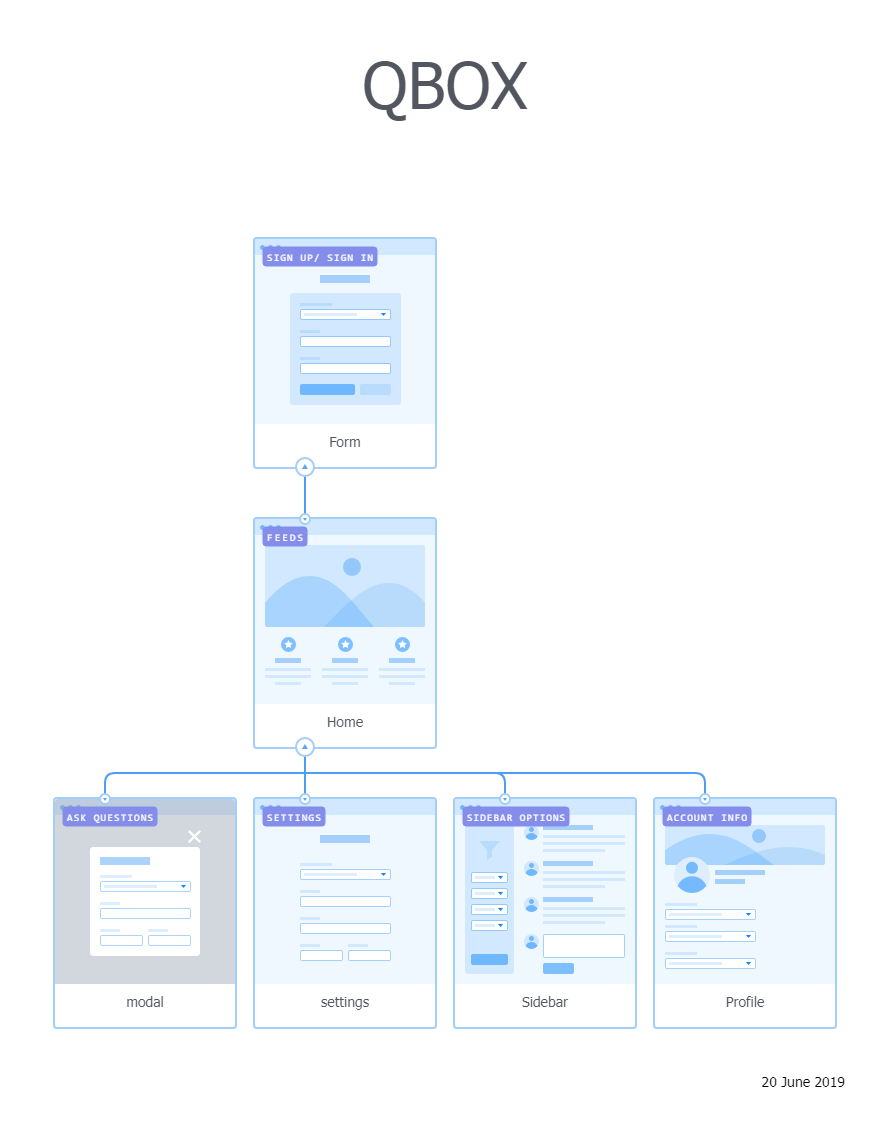 QBOX
SIGN UP/ SIGN IN
Form
FEEDS
Home
ASK QUESTIONS
SETTINGS
SIDEBAR OPTIONS
ACCOUNT INFO
modal
settings
Sidebar
Profile
20 June 2019